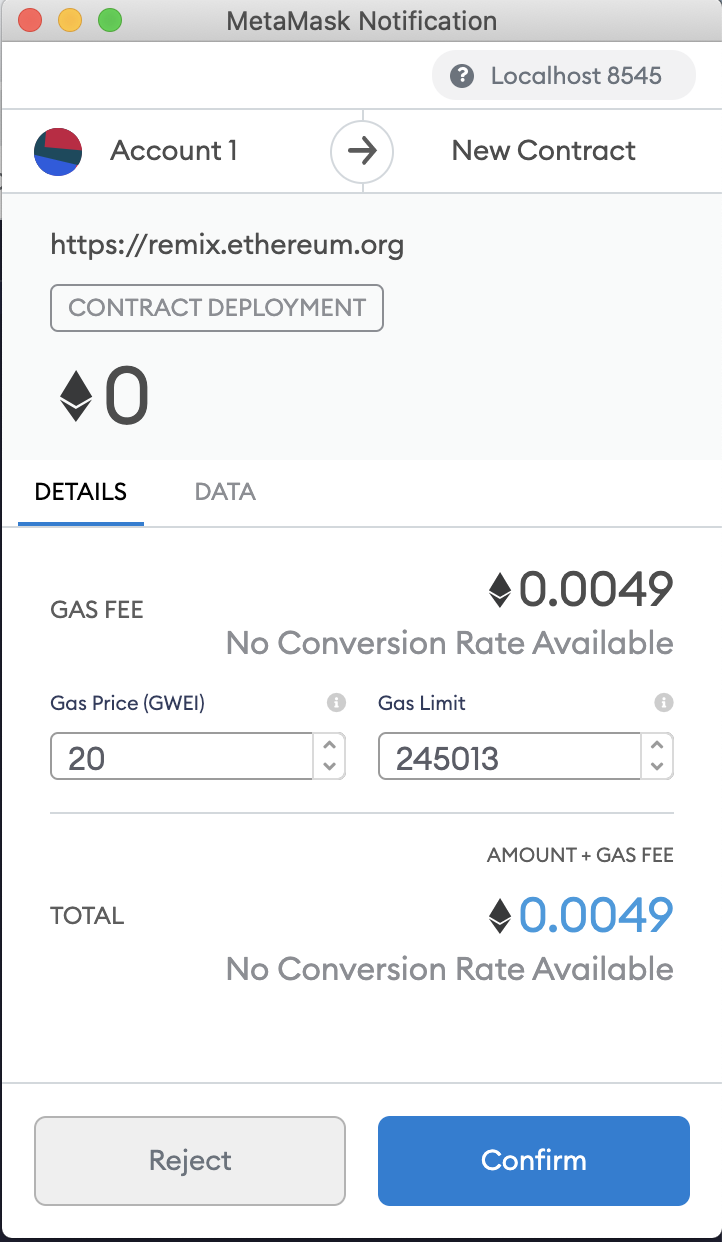 MetaMask Notification
? Localhost 8545
Account 1 → New Contract
https://remix.ethereum.org
CONTRACT DEPLOYMENT
0
DETAILS DATA
0.0049
GAS FEE
No Conversion Rate Available
Gas Price (GWEI) i Gas Limit i
20 245013
AMOUNT + GAS FEE
TOTAL 0.0049
No Conversion Rate Available
Reject Confirm